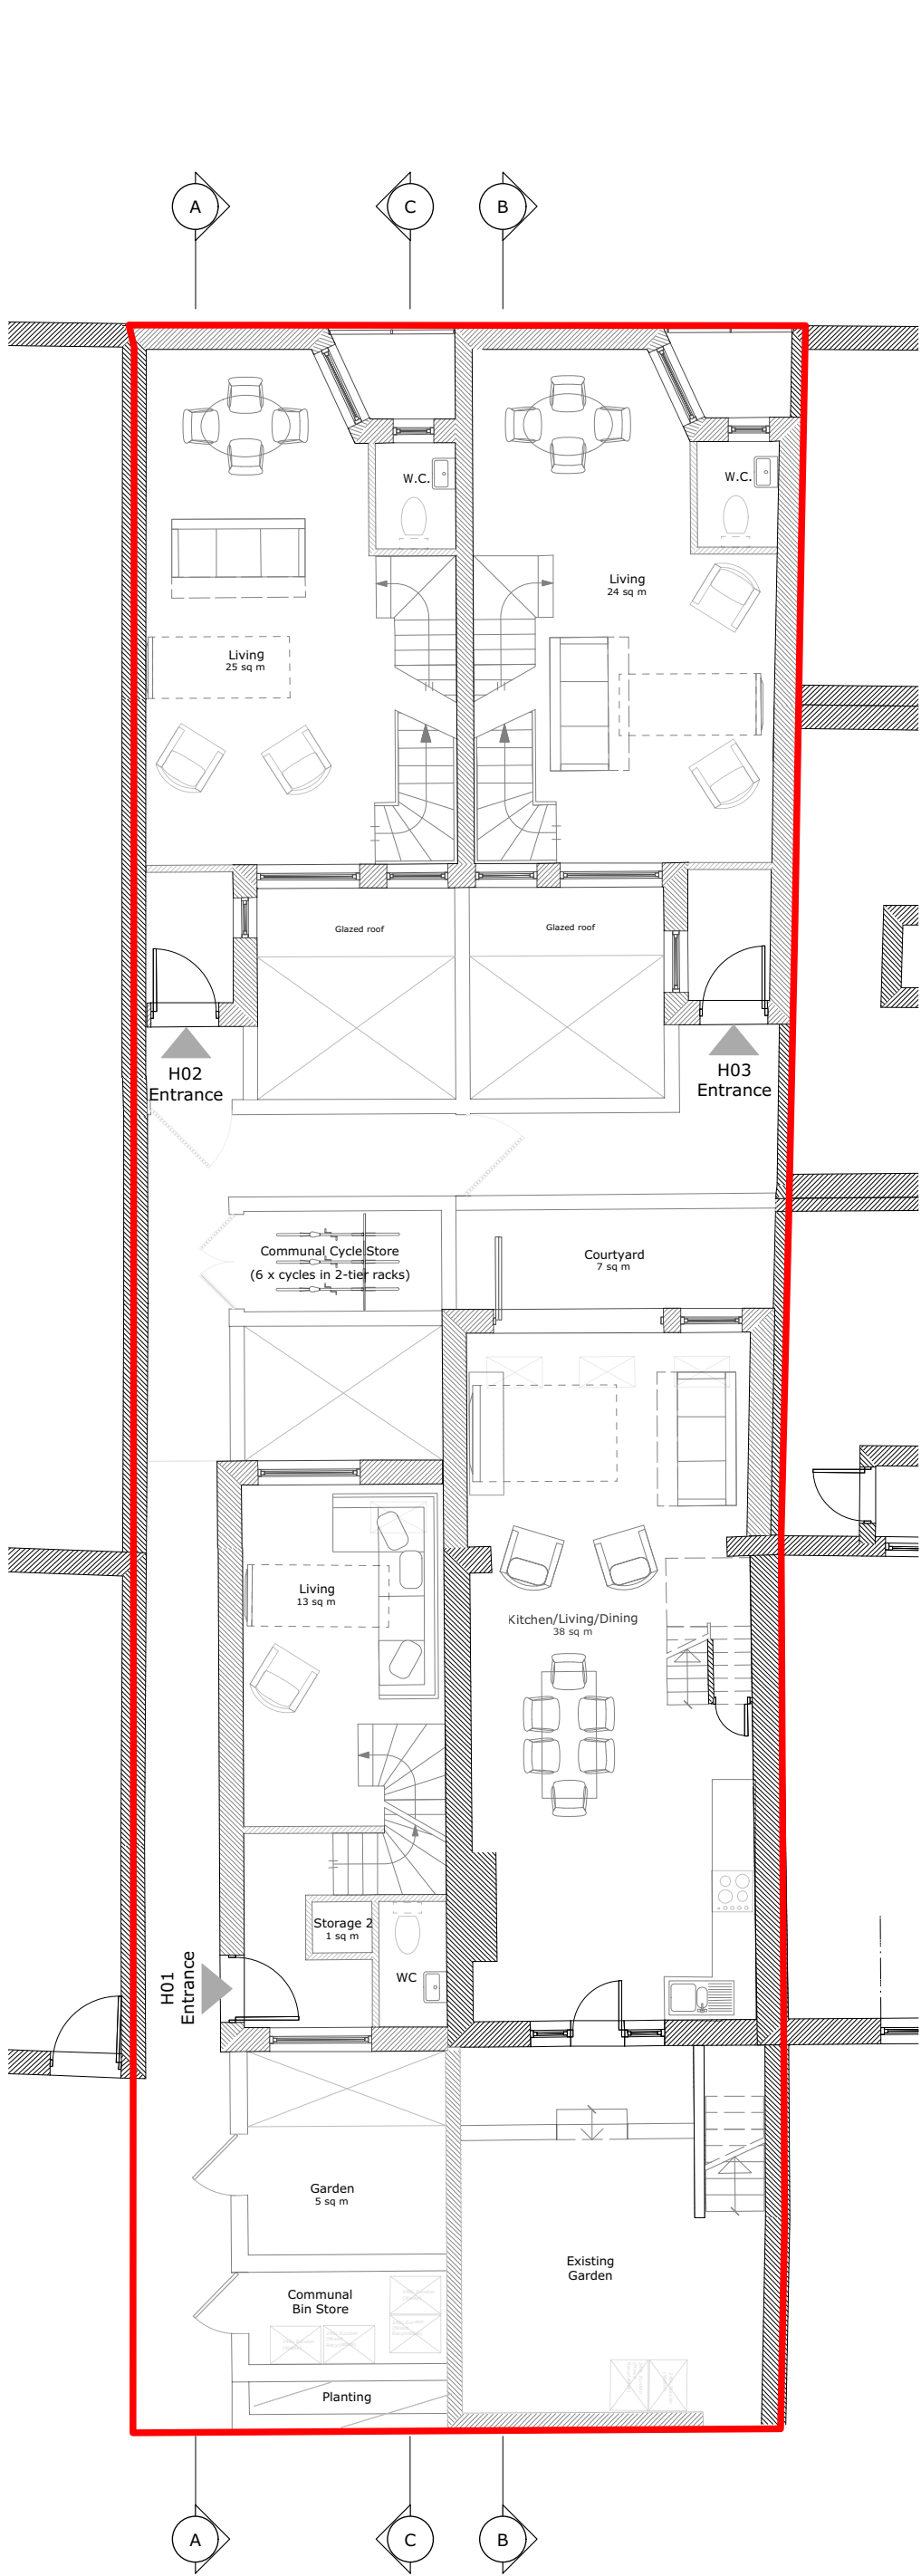 A
C
B
W.C.
W.C.
Living
24 sq m
Living
25 sq m
Glazed roof
Glazed roof
H02
Entrance
H03
Entrance
Communal Cycle Store
(6 x cycles in 2-tier racks)
Courtyard
7 sq m
Living
13 sq m
Kitchen/Living/Dining
38 sq m
Storage 2
1 sq m
WC
H01
Entrance
Garden
5 sq m
Existing
Garden
Communal
Bin Store
Planting
A
C
B